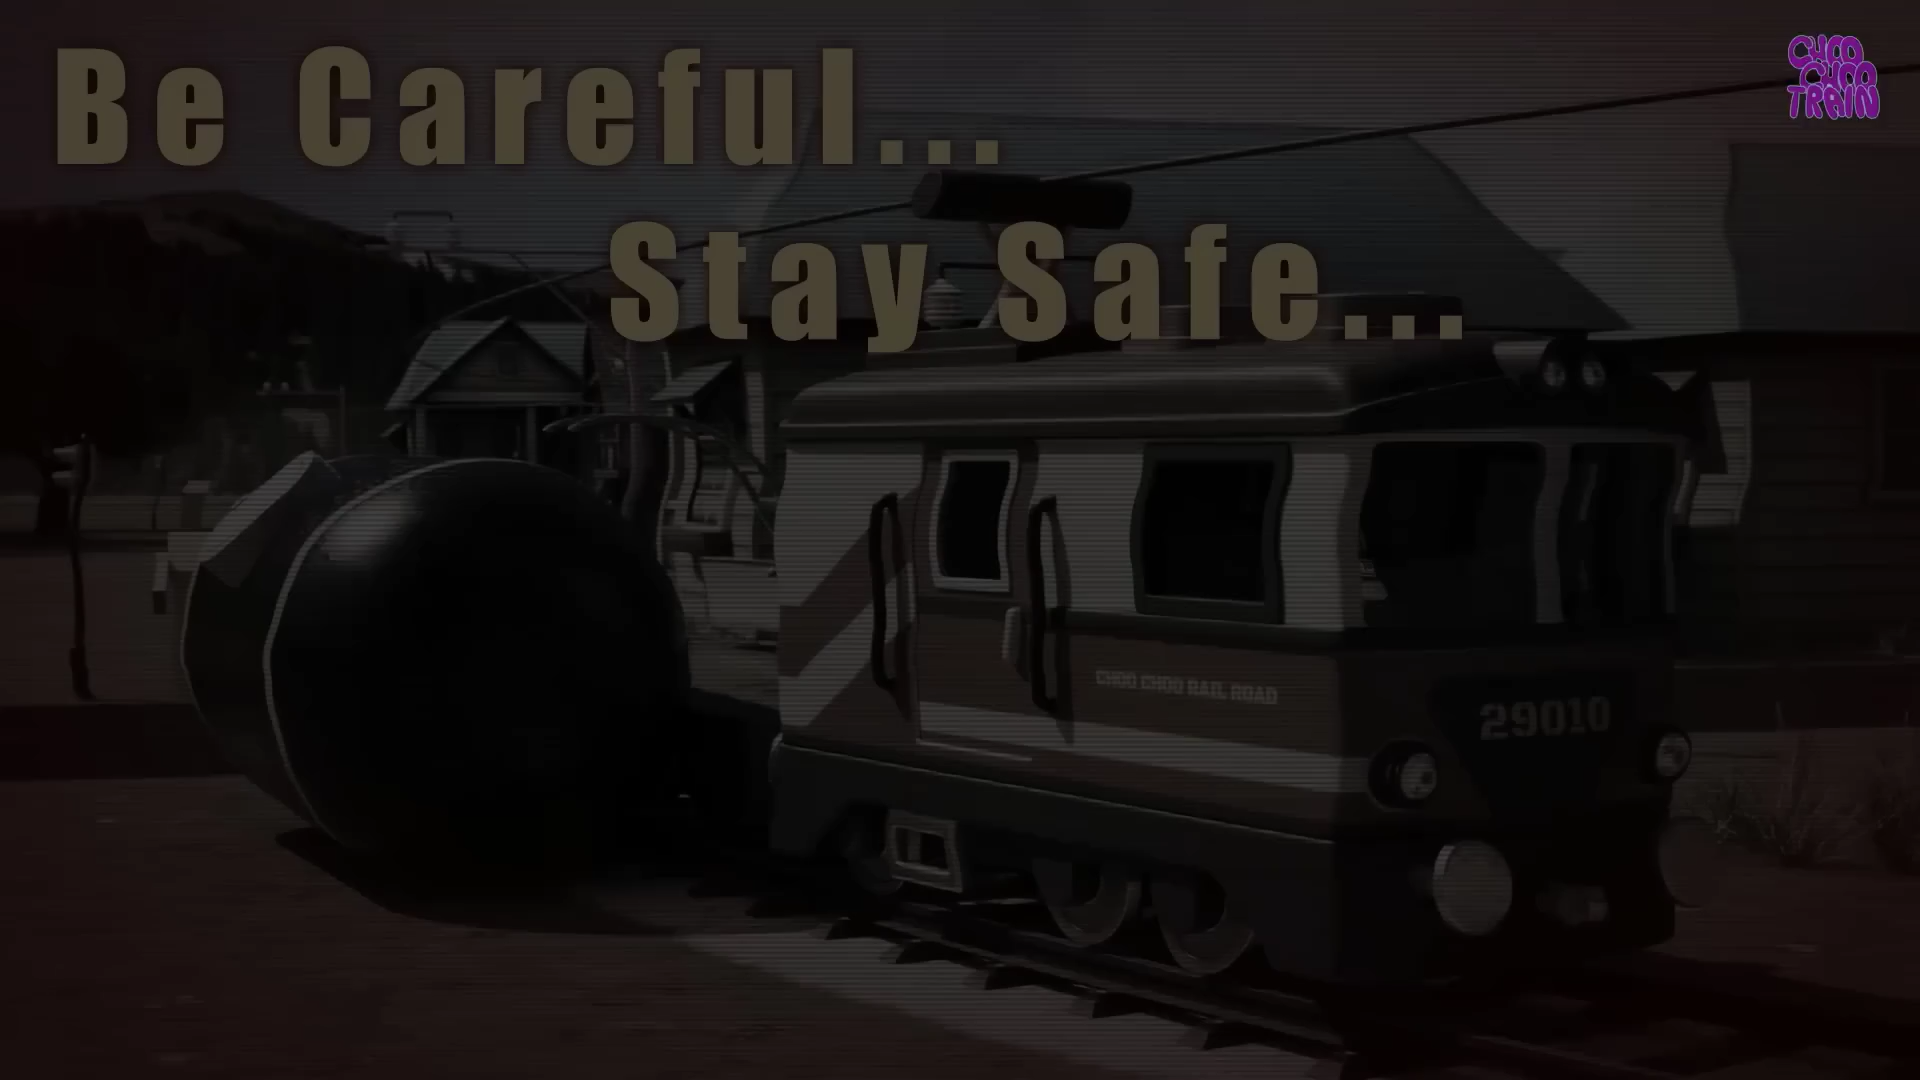 Be Careful...
CHOO
CHOO
TRAIN
Stay Safe...
CHOO CHOO RAIL ROAD
29010